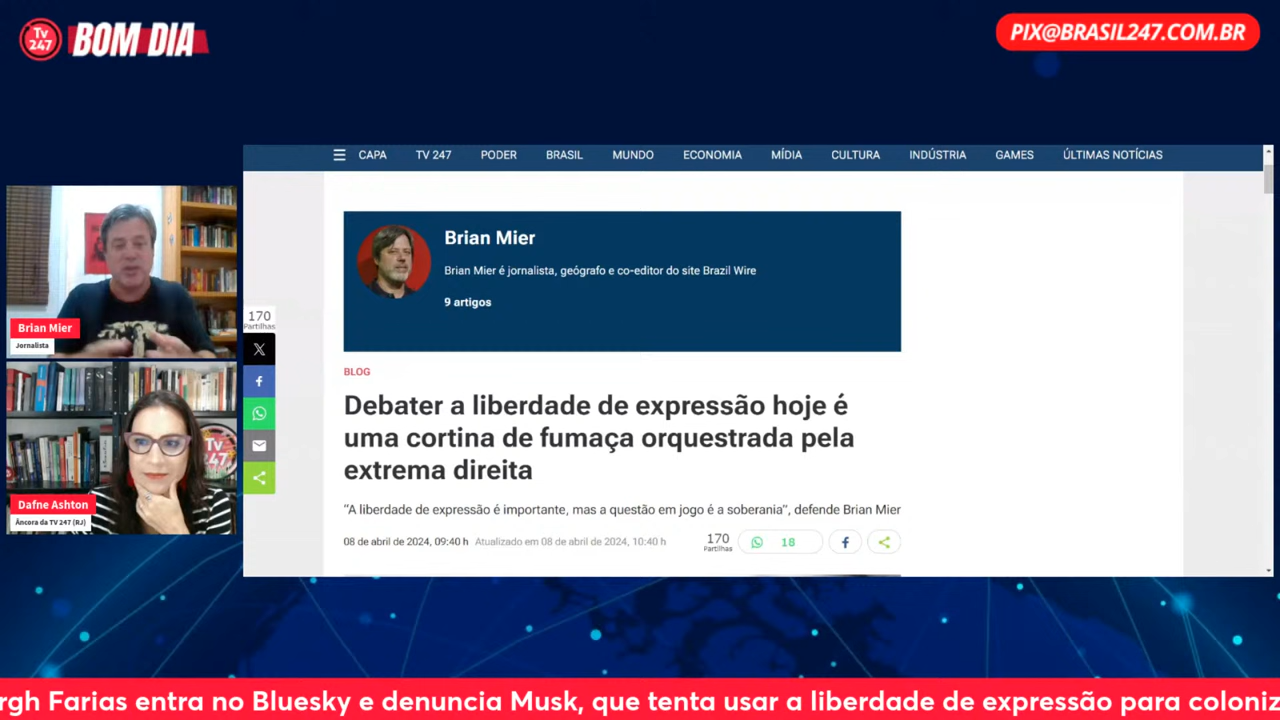 Tv 247 BOM DIA
PIX@BRASIL247.COM.BR
CAPA TV 247 PODER BRASIL MUNDO ECONOMIA MÍDIA CULTURA INDÚSTRIA GAMES ÚLTIMAS NOTÍCIAS
Brian Mier
Brian Mier é jornalista, geógrafo e co-editor do site Brazil Wire
9 artigos
170
Partilhas
Brian Mier
Jornalista
BLOG
Debater a liberdade de expressão hoje é
uma cortina de fumaça orquestrada pela
extrema direita
Tv
247
Dafne Ashton
Âncora da TV 247 (RJ)
“A liberdade de expressão é importante, mas a questão em jogo é a soberania”, defende Brian Mier
08 de abril de 2024, 09:40 h Atualizado em 08 de abril de 2024, 10:40 h
170
Partilhas
18
rgh Farias entra no Bluesky e denuncia Musk, que tenta usar a liberdade de expressão para coloniz